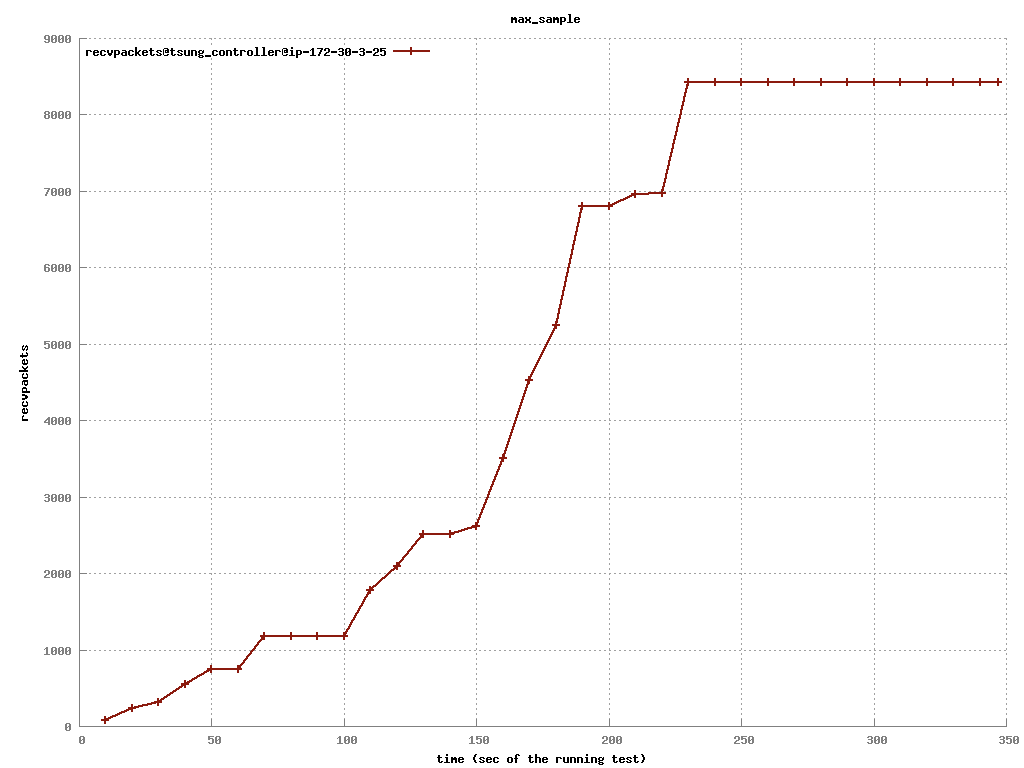 max_sample
recvpackets@tsung_controller@ip-172-30-3-25
9000
8000
7000
6000
5000
4000
3000
2000
1000
0
recvpackets
0 50 100 150 200 250 300 350
time (sec of the running test)